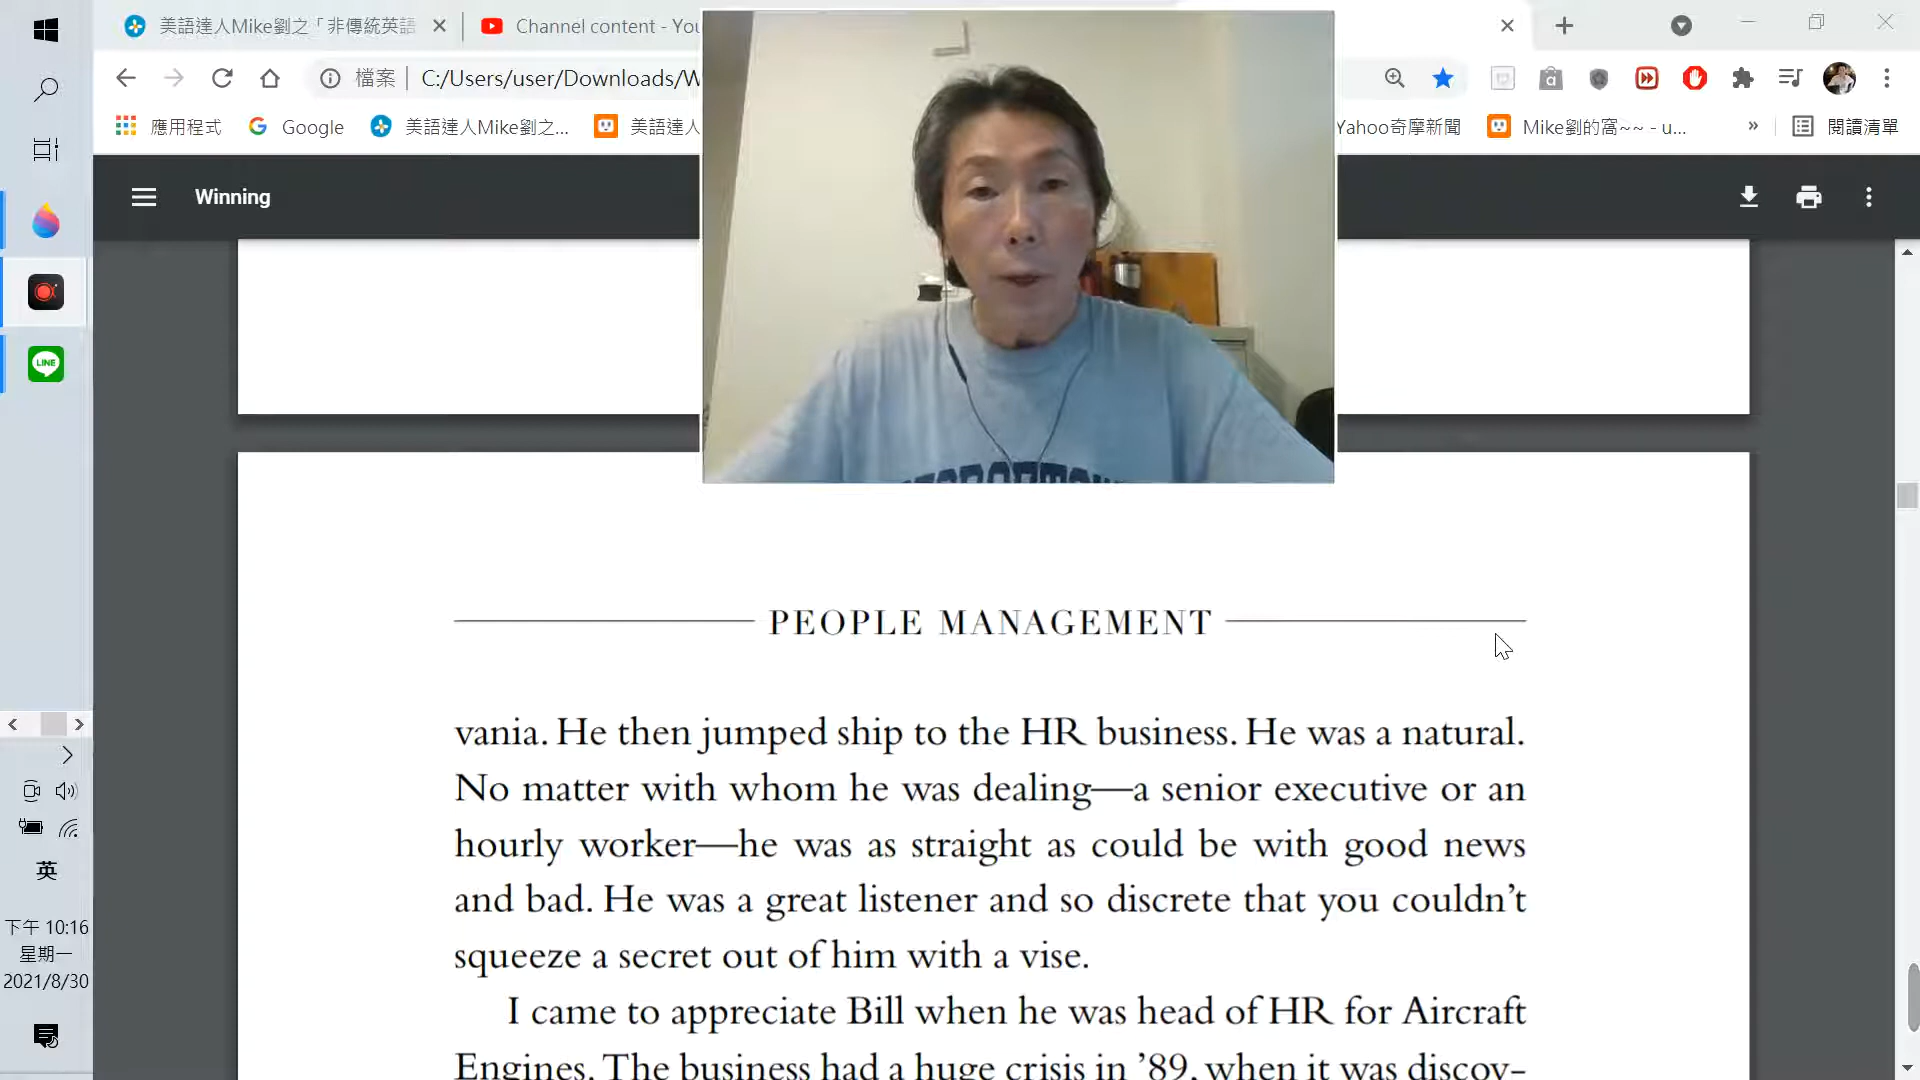 美語達人Mike劉之「非傳統英語
Channel content - You
檔案
C:/Users/user/Downloads/W
應用程式
Google
美語達人Mike劉之...
美語達人
Yahoo奇摩新聞
Mike劉的窩~~ - u...
»
閱讀清單
Winning
LINE
PEOPLE MANAGEMENT
vania. He then jumped ship to the HR business. He was a natural.
No matter with whom he was dealing—a senior executive or an
hourly worker—he was as straight as could be with good news
and bad. He was a great listener and so discrete that you couldn't
squeeze a secret out of him with a vise.
I came to appreciate Bill when he was head of HR for Aircraft
Engines. The business had a huge crisis in '89, when it was discov-
英
下午 10:16
星期一
2021/8/30